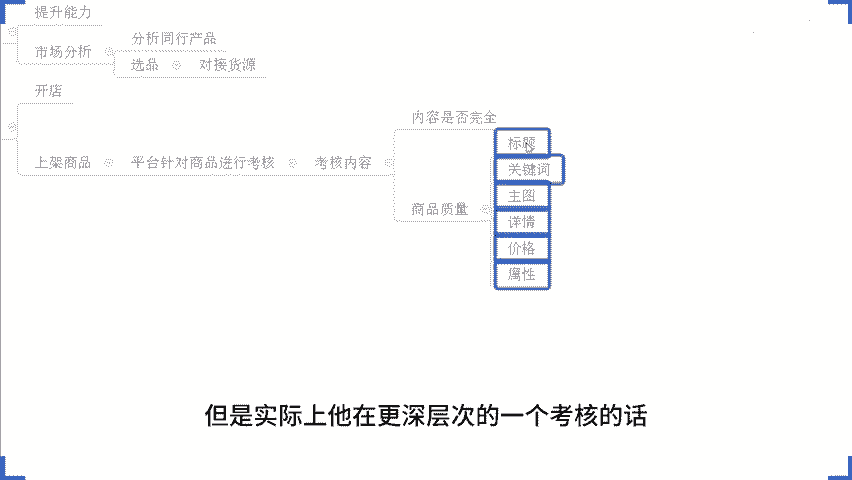 提升能力
市场分析
分析同行产品
选品
对接货源
开店
上架商品
平台针对商品进行考核
考核内容
内容是否完全
商品质量
标题
关键词
主图
详情
价格
属性
但是实际上他在更深层次的一个考核的话